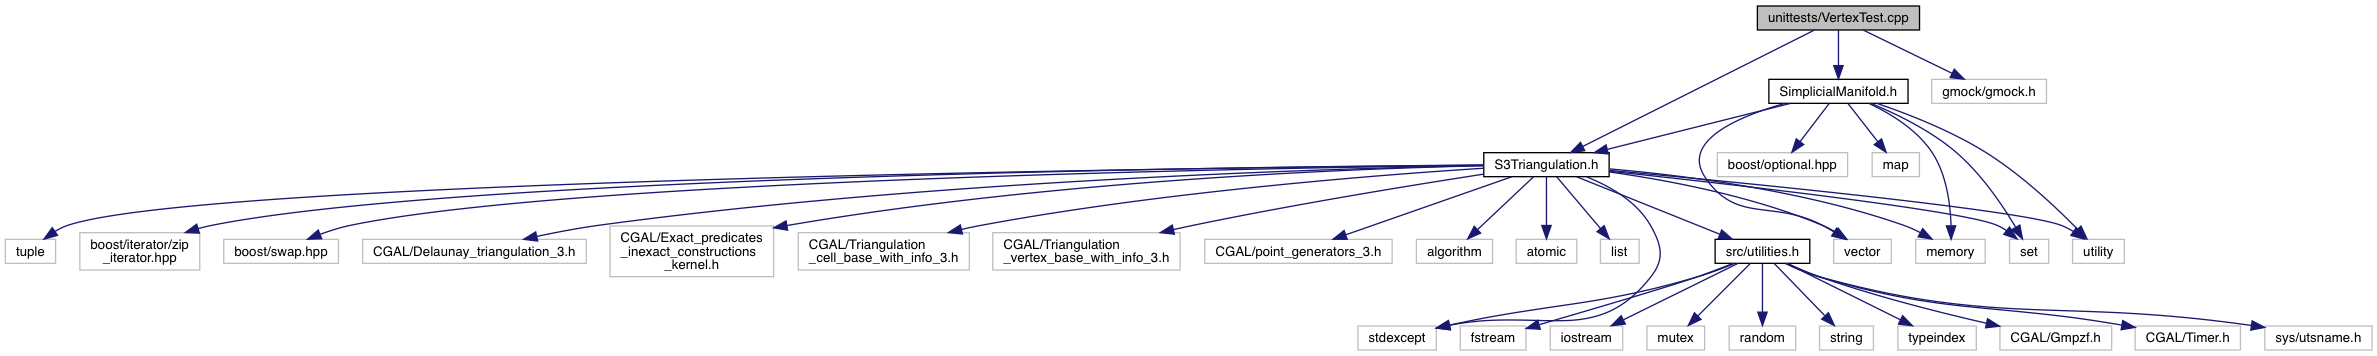 unittests/VertexTest.cpp
SimplicialManifold.h
gmock/gmock.h
S3Triangulation.h
boost/optional.hpp
map
tuple
boost/iterator/zip
_iterator.hpp
boost/swap.hpp
CGAL/Delaunay_triangulation_3.h
CGAL/Exact_predicates
_inexact_constructions
_kernel.h
CGAL/Triangulation
_cell_base_with_info_3.h
CGAL/Triangulation
_vertex_base_with_info_3.h
CGAL/point_generators_3.h
algorithm
atomic
list
src/utilities.h
vector
memory
set
utility
stdexcept
fstream
iostream
mutex
random
string
typeindex
CGAL/Gmpzf.h
CGAL/Timer.h
sys/utsname.h